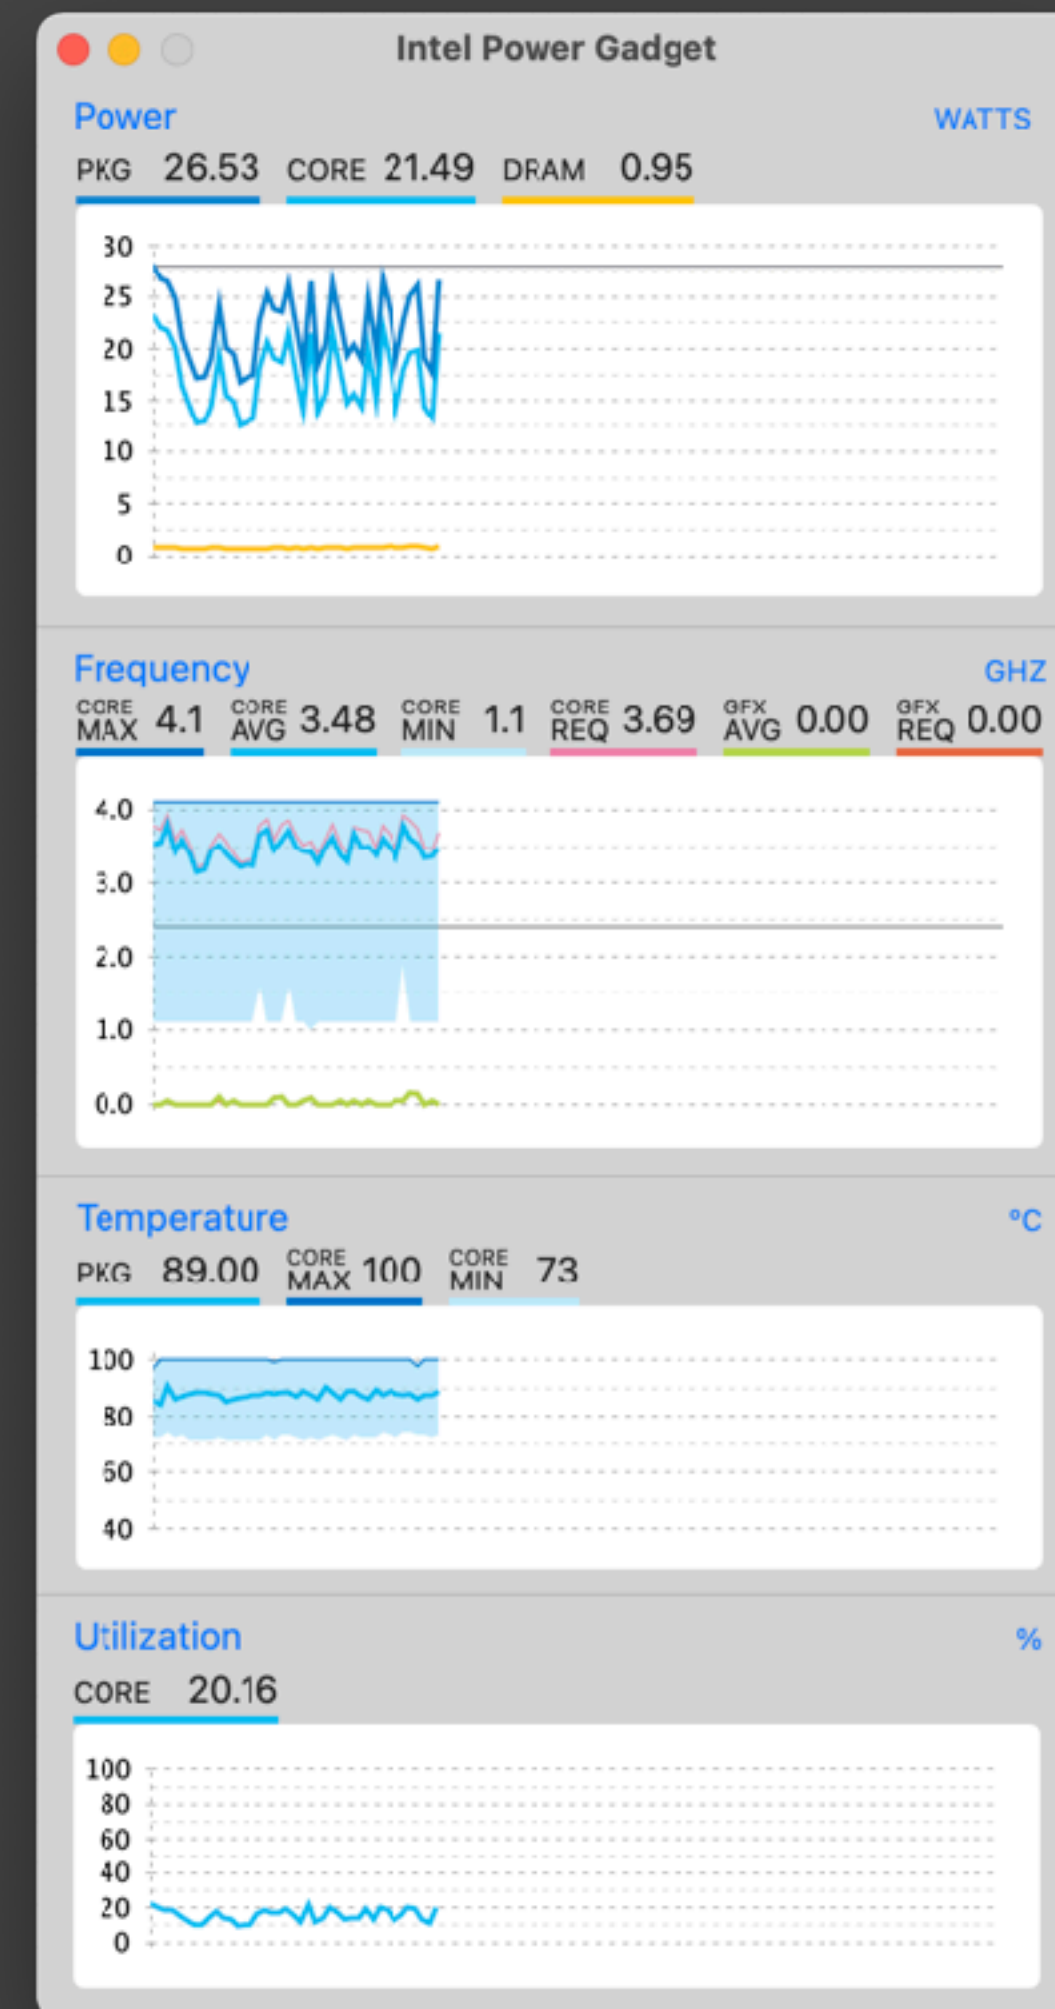 Intel Power Gadget
Power WATTS
PKG 26.53 CORE 21.49 DRAM 0.95
30
25
20
15
10
5
0
Frequency GHZ
CORE MAX 4.1 CORE AVG 3.48 CORE MIN 1.1 CORE REQ 3.69 GFX AVG 0.00 GFX REQ 0.00
4.0
3.0
2.0
1.0
0.0
Temperature ºC
PKG 89.00 CORE MAX 100 CORE MIN 73
100
80
60
40
Utilization %
CORE 20.16
100
80
60
40
20
0